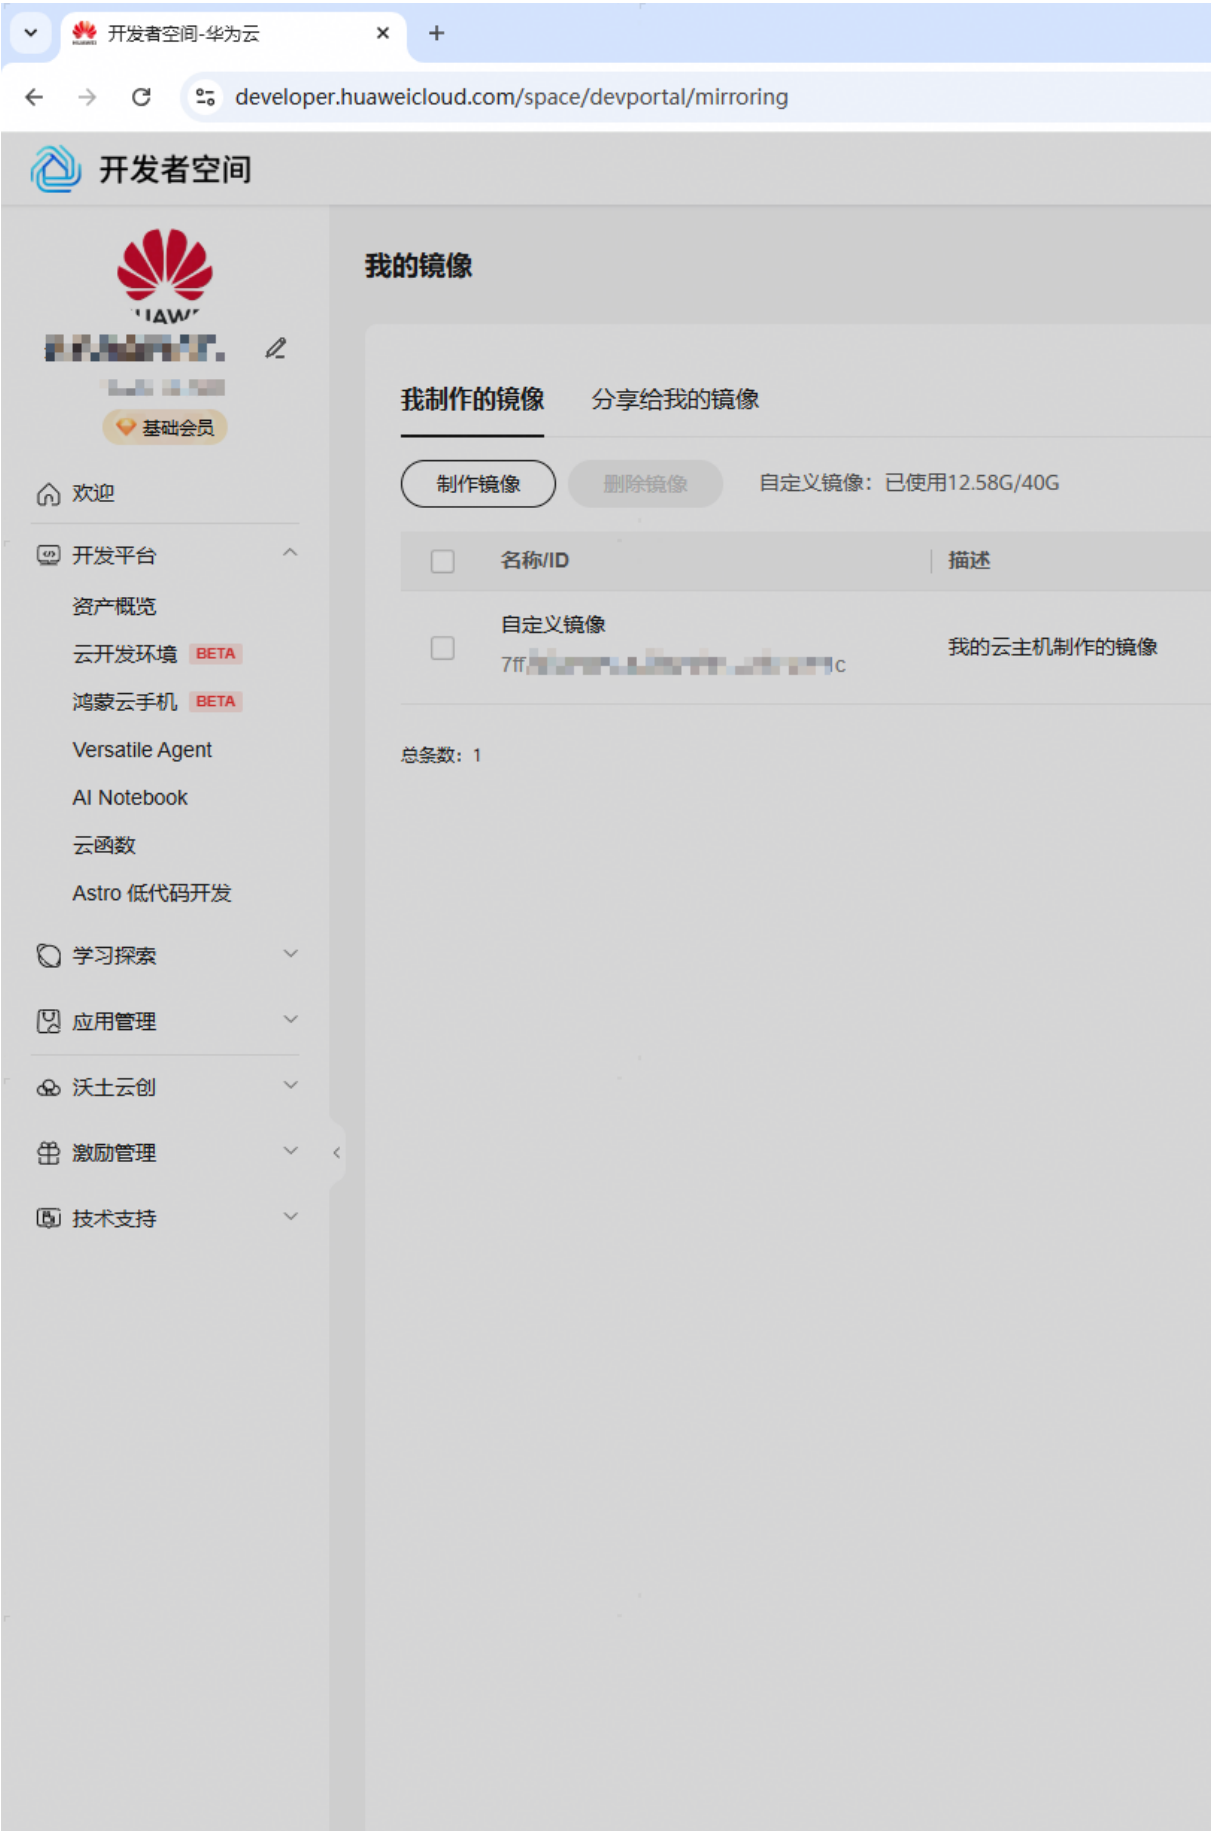 开发者空间-华为云
developer.huaweicloud.com/space/devportal/mirroring
开发者空间
基础会员
欢迎
开发平台
资产概览
云开发环境 BETA
鸿蒙云手机 BETA
Versatile Agent
AI Notebook
云函数
Astro 低代码开发
学习探索
应用管理
沃土云创
激励管理
技术支持
我的镜像
我制作的镜像 分享给我的镜像
制作镜像 删除镜像 自定义镜像：已使用12.58G/40G
名称/ID 描述
自定义镜像
7ff c
我的云主机制作的镜像
总条数：1